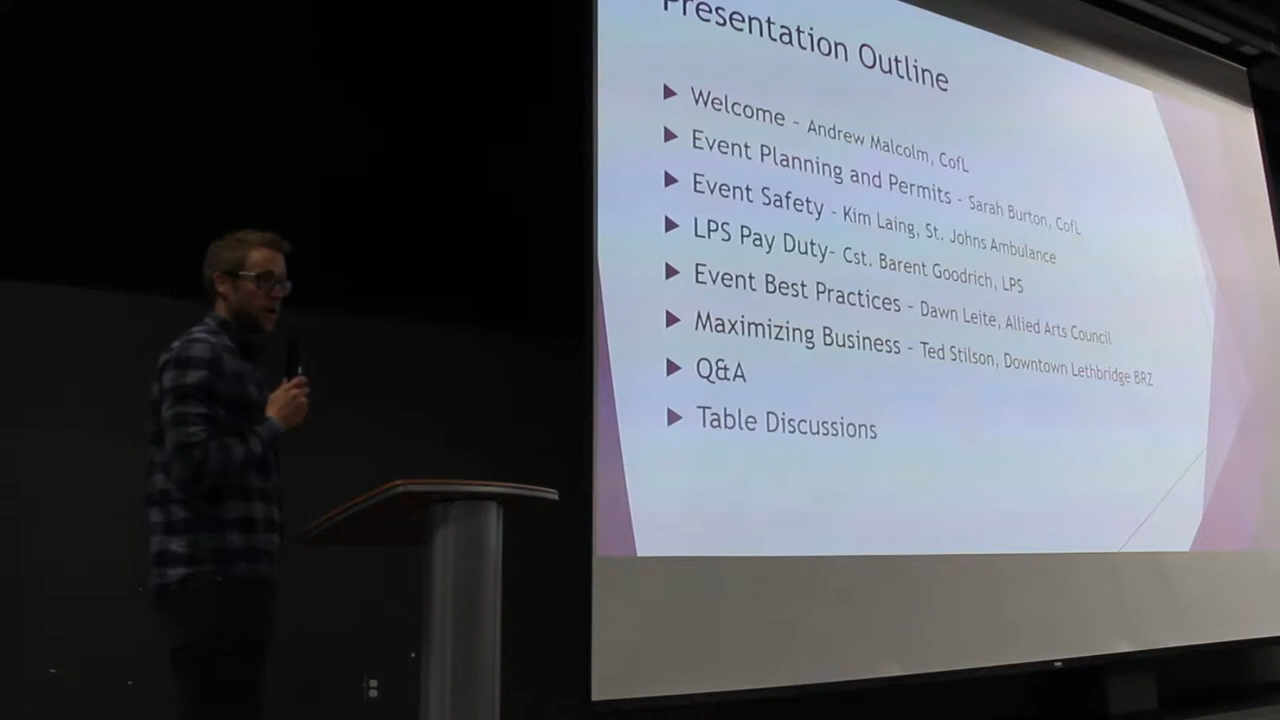 Presentation Outline
Welcome - Andrew Malcolm, CofL
Event Planning and Permits - Sarah Burton, CofL
Event Safety - Kim Laing, St. Johns Ambulance
LPS Pay Duty- Cst. Barent Goodrich, LPS
Event Best Practices - Dawn Leite, Allied Arts Council
Maximizing Business - Ted Stilson, Downtown Lethbridge BRZ
Q&A
Table Discussions